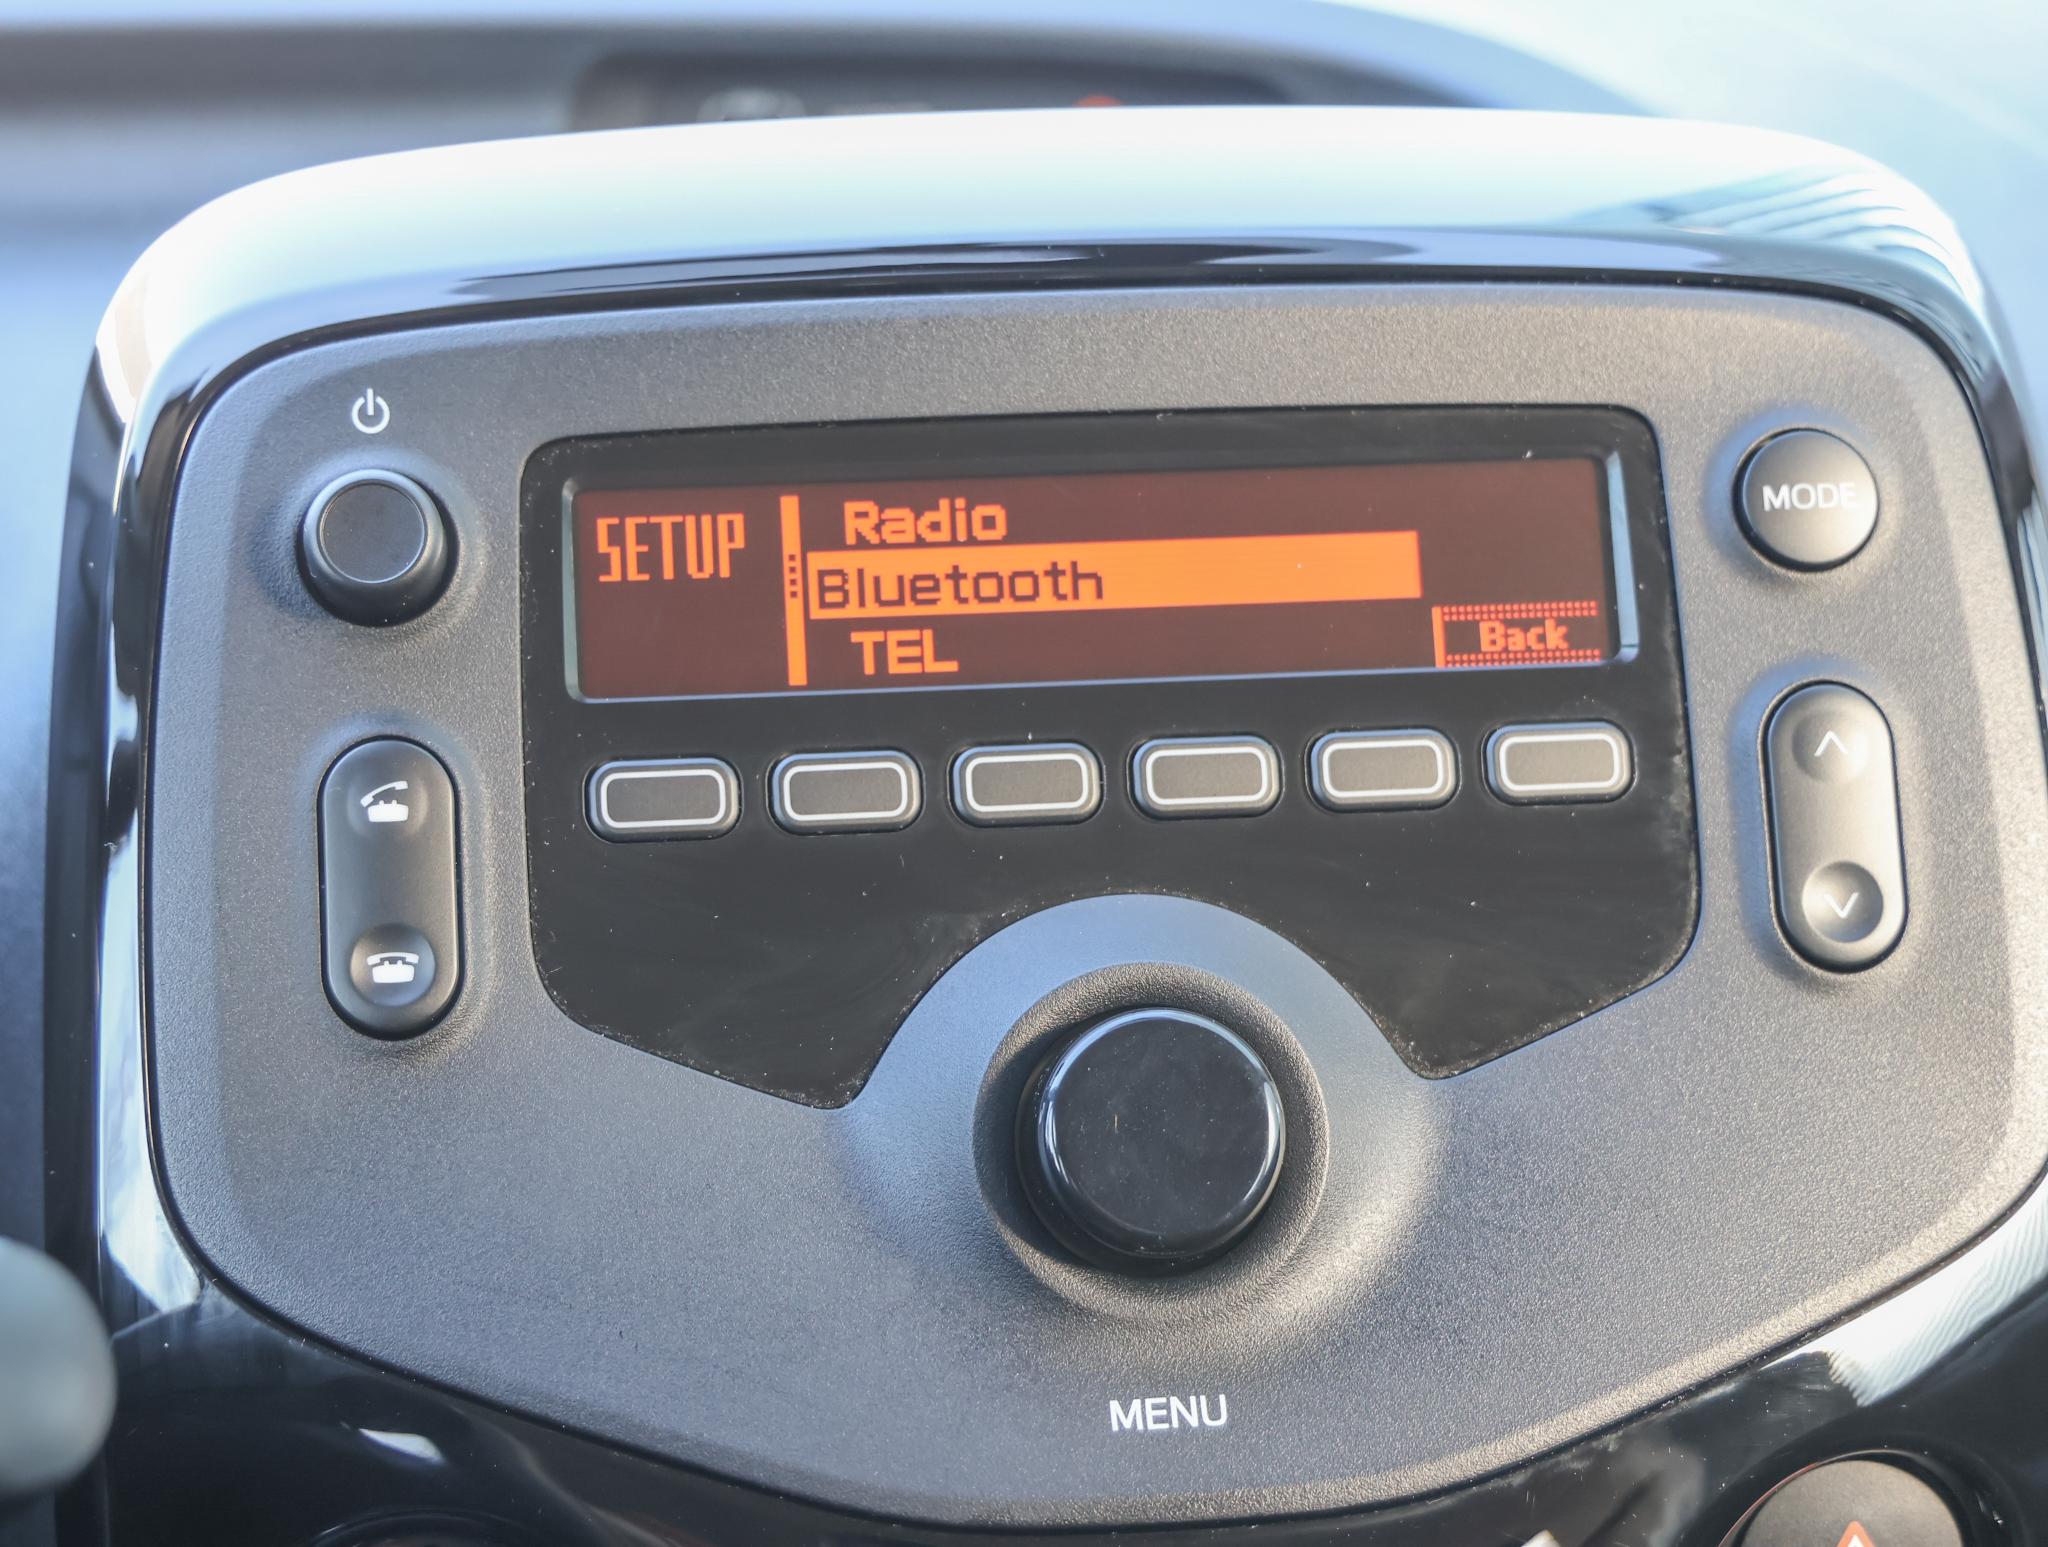 SETUP
Radio
Bluetooth
TEL
Back
MODE
MENU